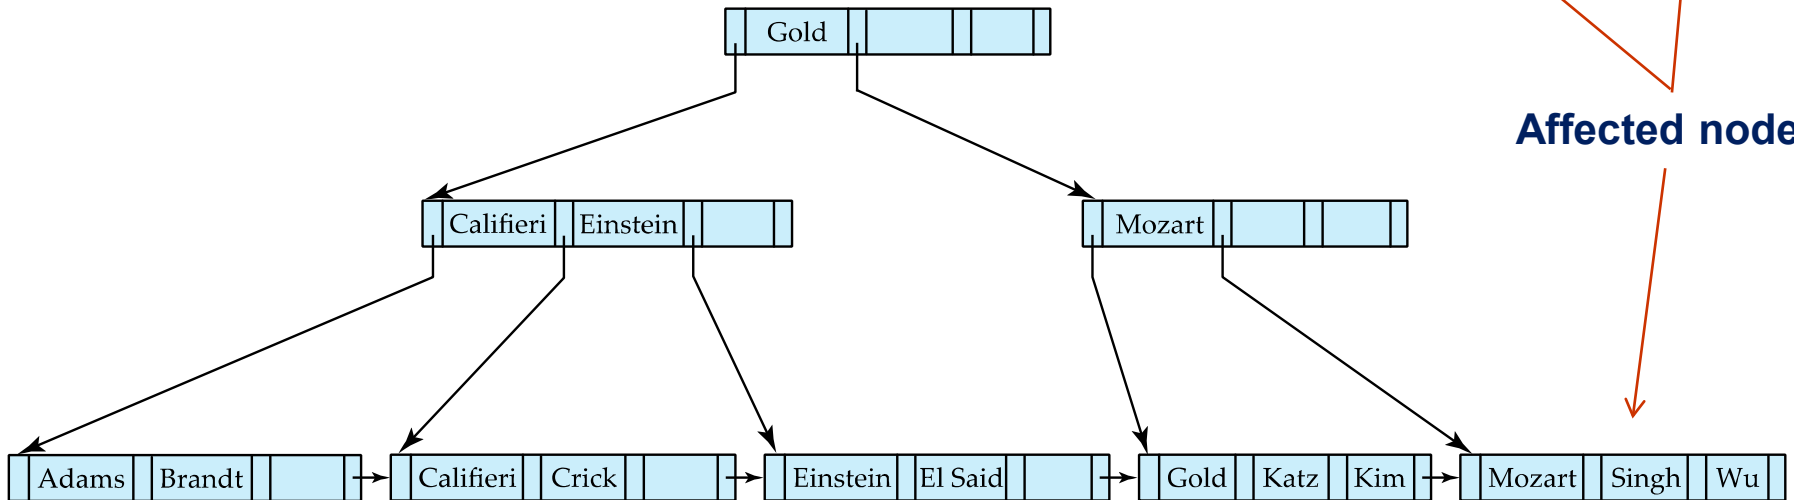 Gold
Affected node
Califieri Einstein Mozart
Adams Brandt Califieri Crick Einstein El Said Gold Katz Kim Mozart Singh Wu